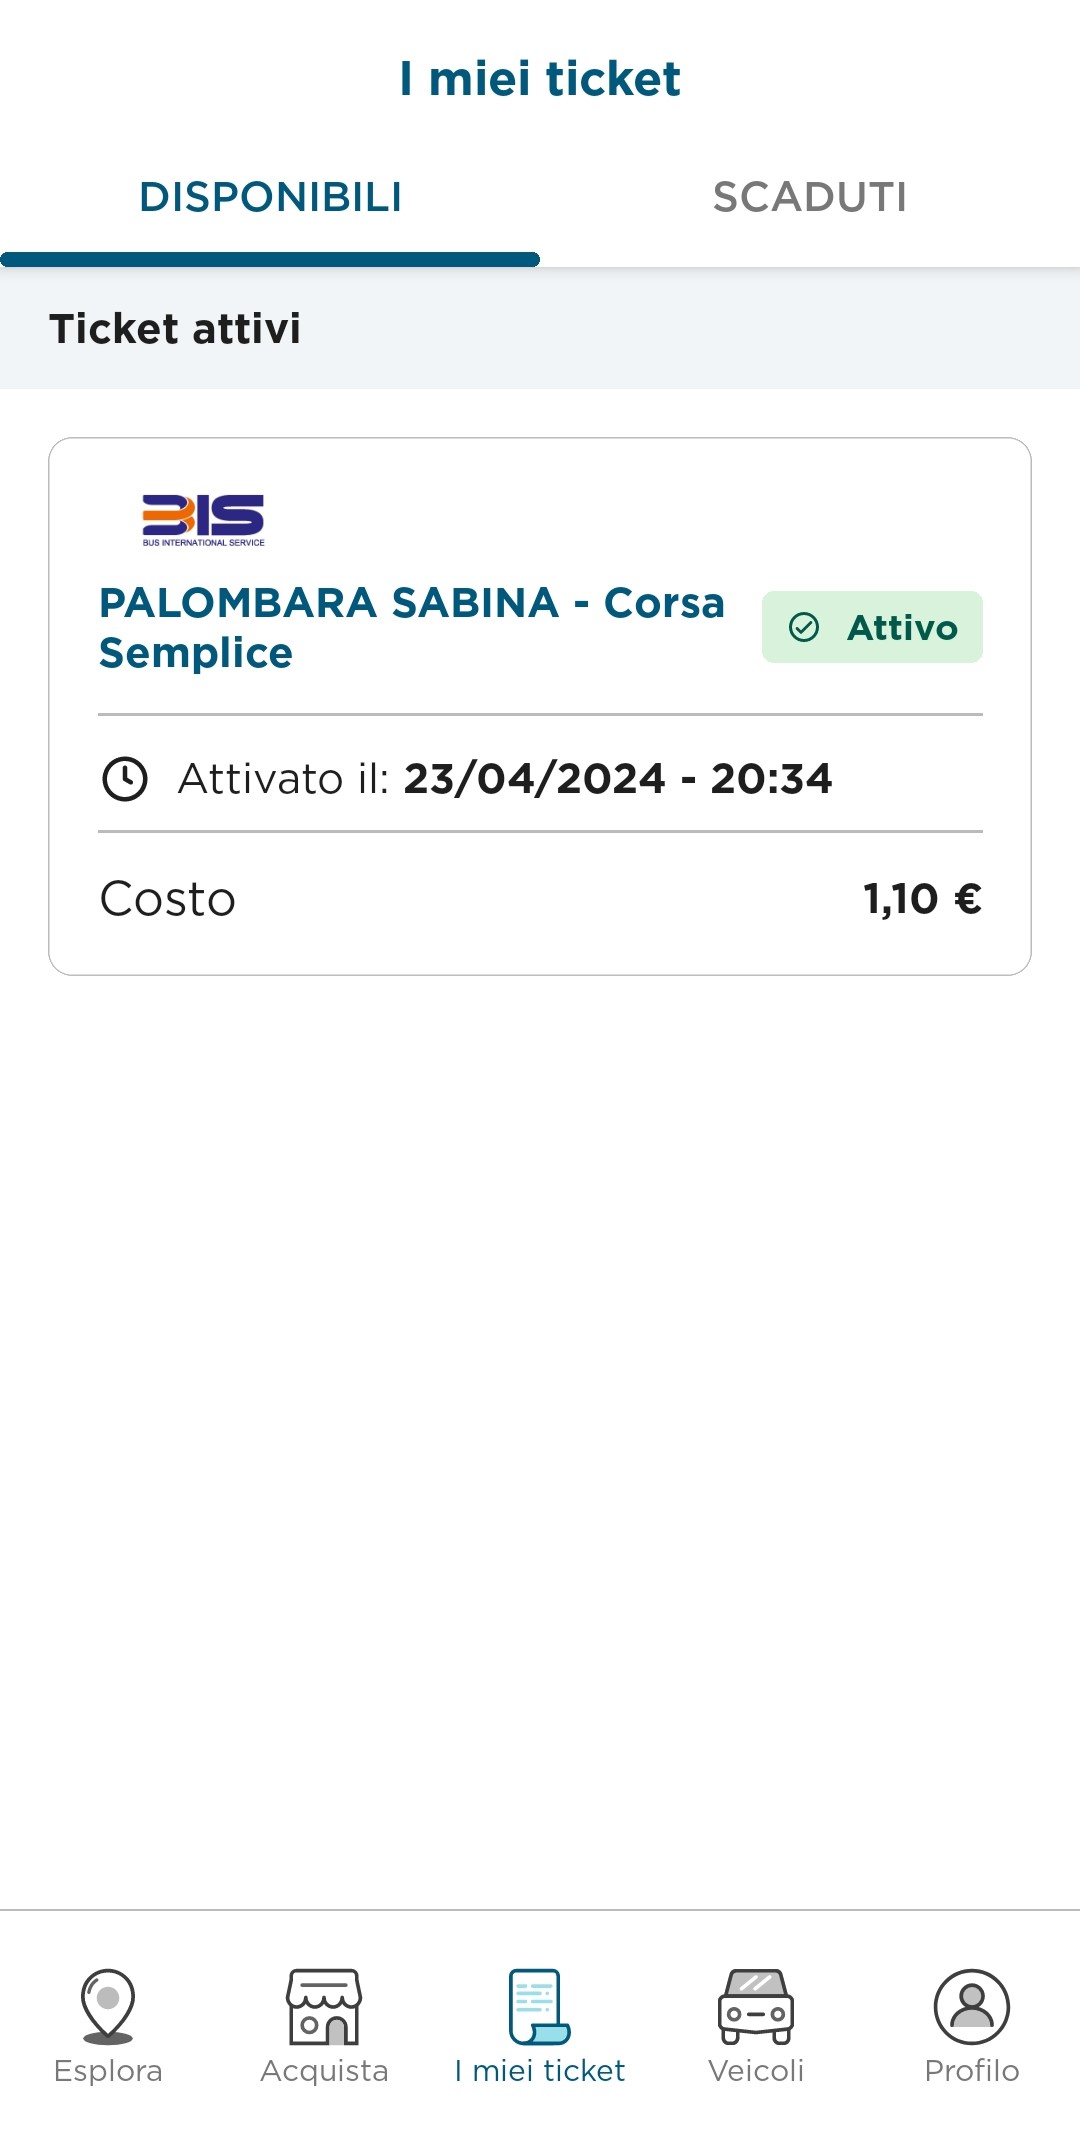 I miei ticket
DISPONIBILI
SCADUTI
Ticket attivi
BIS
BUS INTERNATIONAL SERVICE
PALOMBARA SABINA - Corsa
Semplice
Attivo
Attivato il: 23/04/2024 - 20:34
Costo
1,10 €
Esplora
Acquista
I miei ticket
Veicoli
Profilo